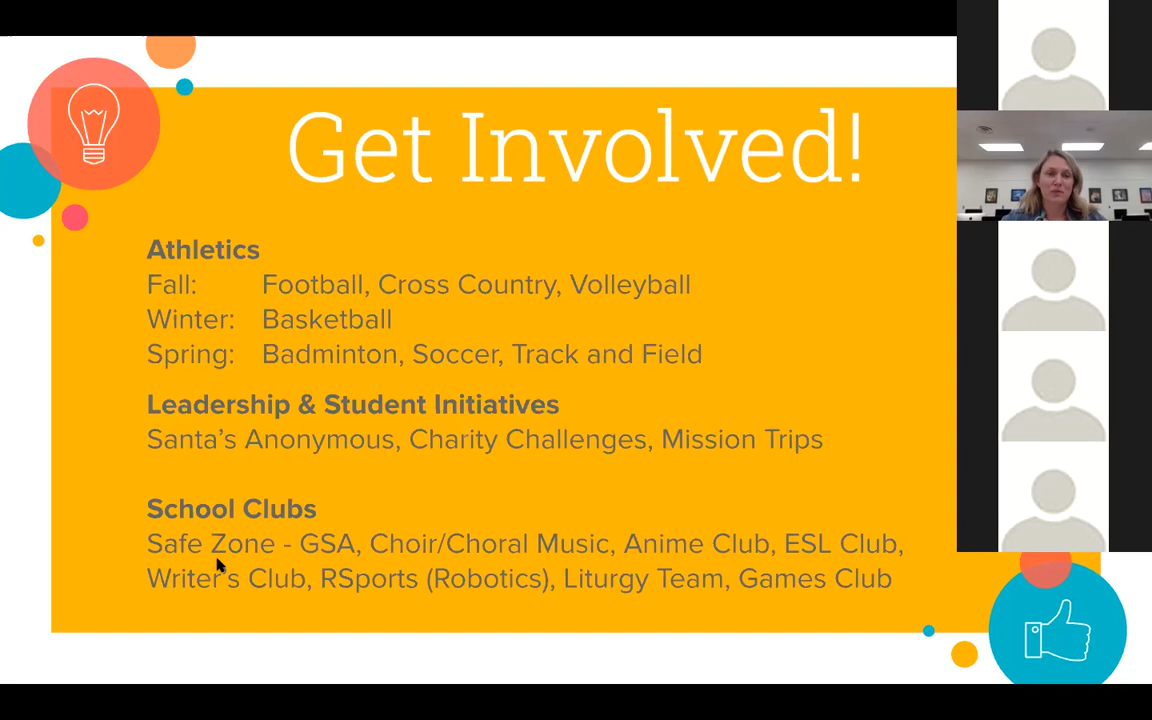 Get Involved!
Athletics
Fall: Football, Cross Country, Volleyball
Winter: Basketball
Spring: Badminton, Soccer, Track and Field
Leadership & Student Initiatives
Santa’s Anonymous, Charity Challenges, Mission Trips
School Clubs
Safe Zone - GSA, Choir/Choral Music, Anime Club, ESL Club,
Writer’s Club, RSports (Robotics), Liturgy Team, Games Club